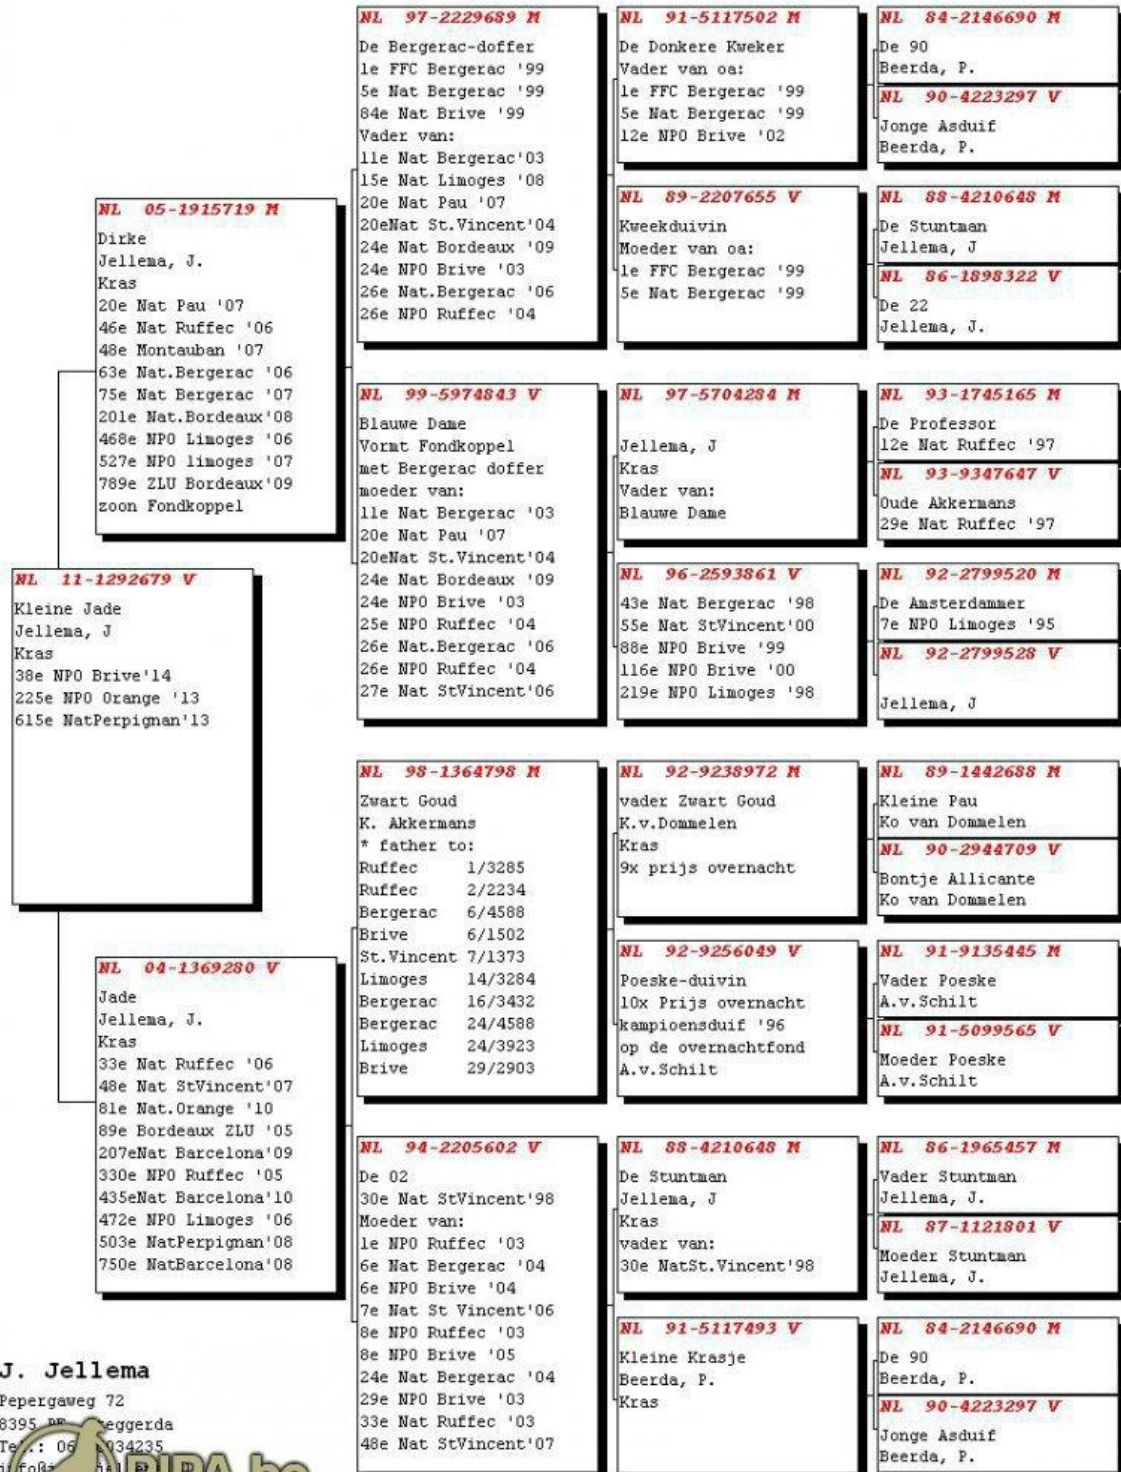 NL 11-1292679 V
Kleine Jade
Jellema, J
Kras
38e NPO Brive'14
225e NPO Orange '13
615e NatPerpignan'13
NL 05-1915719 M
Dirke
Jellema, J.
Kras
20e Nat Pau '07
46e Nat Ruffec '06
48e Montauban '07
63e Nat.Bergerac '06
75e Nat Bergerac '07
201e Nat.Bordeaux'08
468e NPO Limoges '06
527e NPO limoges '07
789e ZLU Bordeaux'09
zoon Fondkoppel
NL 04-1369280 V
Jade
Jellema, J.
Kras
33e Nat Ruffec '06
48e Nat StVincent'07
81e Nat.Orange '10
89e Bordeaux ZLU '05
207eNat Barcelona'09
330e NPO Ruffec '05
435eNat Barcelona'10
472e NPO Limoges '06
503e NatPerpignan'08
750e NatBarcelona'08
NL 97-2229689 M
De Bergerac-doffer
1e FFC Bergerac '99
5e Nat Bergerac '99
84e Nat Brive '99
Vader van:
11e Nat Bergerac'03
15e Nat Limoges '08
20e Nat Pau '07
20eNat St.Vincent'04
24e Nat Bordeaux '09
24e NPO Brive '03
26e Nat.Bergerac '06
26e NPO Ruffec '04
NL 99-5974843 V
Blauwe Dame
Vormt Fondkoppel
met Bergerac doffer
moeder van:
11e Nat Bergerac '03
20e Nat Pau '07
20eNat St.Vincent'04
24e Nat Bordeaux '09
24e NPO Brive '03
25e NPO Ruffec '04
26e Nat.Bergerac '06
26e NPO Ruffec '04
27e Nat StVincent'06
NL 98-1364798 M
Zwart Goud
K. Akkermans
* father to:
Ruffec 1/3285
Ruffec 2/2234
Bergerac 6/4588
Brive 6/1502
St.Vincent 7/1373
Limoges 14/3284
Bergerac 16/3432
Bergerac 24/4588
Limoges 24/3923
Brive 29/2903
NL 94-2205602 V
De 02
30e Nat StVincent'98
Moeder van:
1e NPO Ruffec '03
6e Nat Bergerac '04
6e NPO Brive '04
7e Nat St Vincent'06
8e NPO Ruffec '03
8e NPO Brive '05
24e Nat Bergerac '04
29e NPO Brive '03
33e Nat Ruffec '03
48e Nat StVincent'07
NL 91-5117502 M
De Donkere Kweker
Vader van oa:
1e FFC Bergerac '99
5e Nat Bergerac '99
12e NPO Brive '02
NL 89-2207655 V
Kweekduivin
Moeder van oa:
1e FFC Bergerac '99
5e Nat Bergerac '99
NL 97-5704284 M
Jellema, J
Kras
Vader van:
Blauwe Dame
NL 96-2593861 V
43e Nat Bergerac '98
55e Nat StVincent'00
88e NPO Brive '99
116e NPO Brive '00
219e NPO Limoges '98
NL 92-9238972 M
vader Zwart Goud
K.v.Dommelen
Kras
9x prijs overnacht
NL 92-9256049 V
Poeske-duivin
10x Prijs overnacht
kampioensduif '96
op de overnachtfond
A.v.Schilt
NL 88-4210648 M
De Stuntman
Jellema, J
Kras
vader van:
30e NatSt.Vincent'98
NL 91-5117493 V
Kleine Krasje
Beerda, P.
Kras
NL 84-2146690 M
De 90
Beerda, P.
NL 90-4223297 V
Jonge Asduif
Beerda, P.
NL 88-4210648 M
De Stuntman
Jellema, J
NL 86-1898322 V
De 22
Jellema, J.
NL 93-1745165 M
De Professor
12e Nat Ruffec '97
NL 93-9347647 V
Oude Akkermans
29e Nat Ruffec '97
NL 92-2799520 M
De Amsterdammer
7e NPO Limoges '95
NL 92-2799528 V
Jellema, J
NL 89-1442688 M
Kleine Pau
Ko van Dommelen
NL 90-2944709 V
Bontje Allicante
Ko van Dommelen
NL 91-9135445 M
Vader Poeske
A.v.Schilt
NL 91-5099565 V
Moeder Poeske
A.v.Schilt
NL 86-1965457 M
Vader Stuntman
Jellema, J.
NL 87-1121801 V
Moeder Stuntman
Jellema, J.
NL 84-2146690 M
De 90
Beerda, P.
NL 90-4223297 V
Jonge Asduif
Beerda, P.
J. Jellema
Pepergaweg 72
8395
PIPA.be